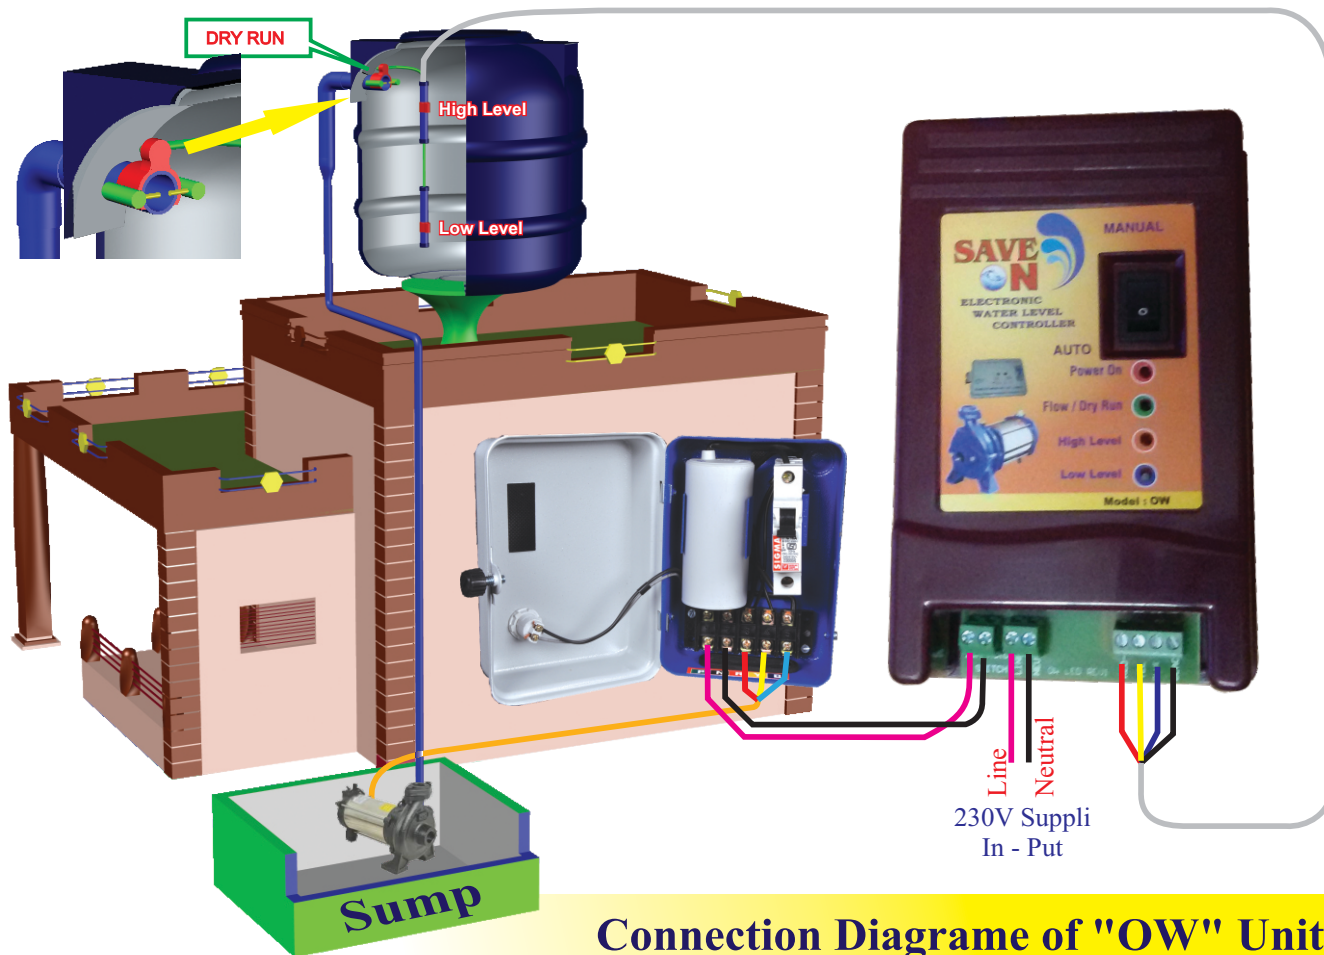 DRY RUN
High Level
Low Level
MANUAL
SAVE
ON
ELECTRONIC
WATER LEVEL
CONTROLLER
AUTO
Power On
Flow / Dry Run
High Level
Low Level
Model : OW
SIGMA
Line
Neutral
230V Suppli
In - Put
Sump
Connection Diagrame of "OW" Unit